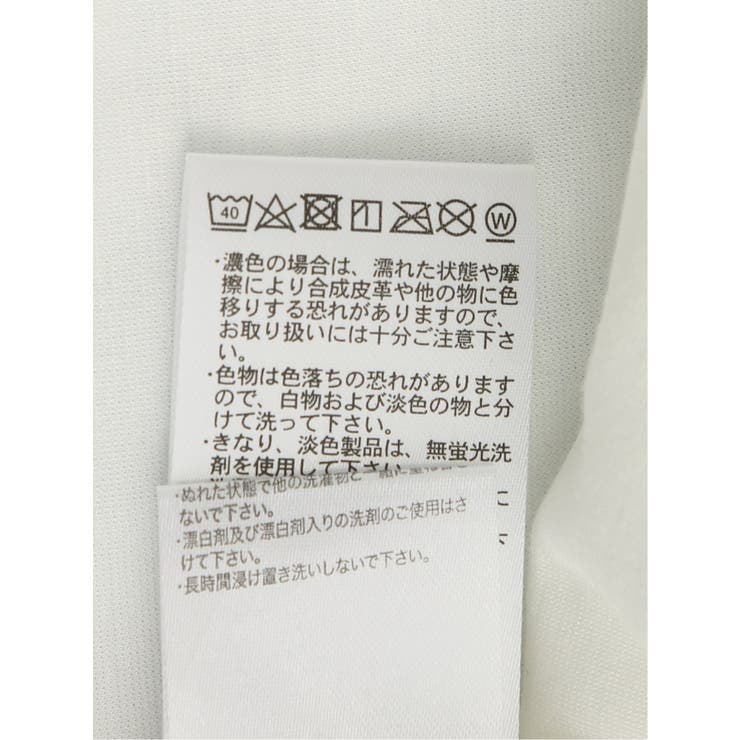 40 W
・濃色の場合は、濡れた状態や摩
擦により合成皮革や他の物に色
移りする恐れがありますので、
お取り扱いには十分ご注意下さ
い。
・色物は色落ちの恐れがあります
ので、白物および淡色の物と分
けて洗って下さい。
・きなり、淡色製品は、無蛍光洗
剤を使用して下さい。
に
下
・ぬれた状態で他の洗濯物と一緒に重ね
ないで下さい。
・漂白剤及び漂白剤入りの洗剤のご使用はさ
けて下さい。
・長時間浸け置き洗いしないで下さい。